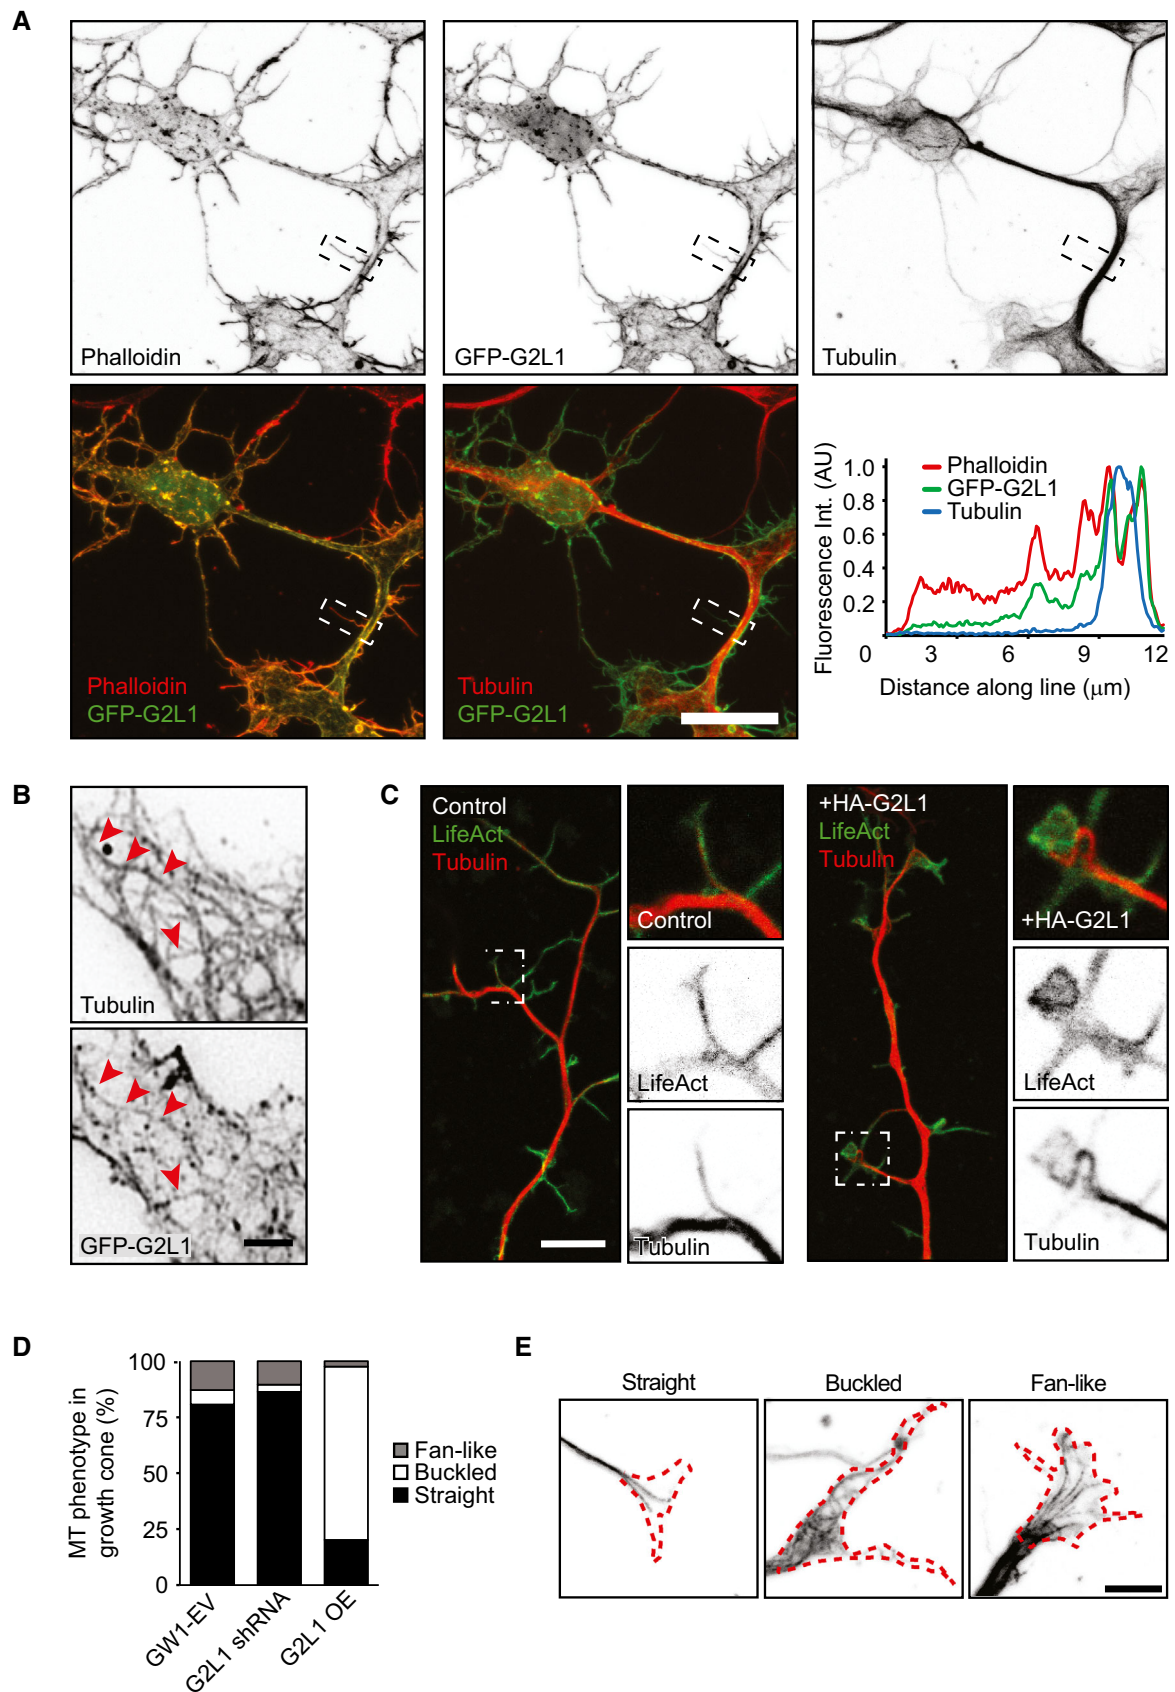 A
Phalloidin
GFP-G2L1
Tubulin
Phalloidin
GFP-G2L1
Tubulin
GFP-G2L1
Fluorescence Int. (AU)
1.0
0.8
0.6
0.4
0.2
Phalloidin
GFP-G2L1
Tubulin
0 3 6 9 12
Distance along line (μm)
B
Tubulin
GFP-G2L1
C
Control
LifeAct
Tubulin
Control
LifeAct
Tubulin
+HA-G2L1
LifeAct
Tubulin
+HA-G2L1
LifeAct
Tubulin
D
MT phenotype in
growth cone (%)
100
75
50
25
0
GW1-EV
G2L1 shRNA
G2L1 OE
Fan-like
Buckled
Straight
E
Straight
Buckled
Fan-like